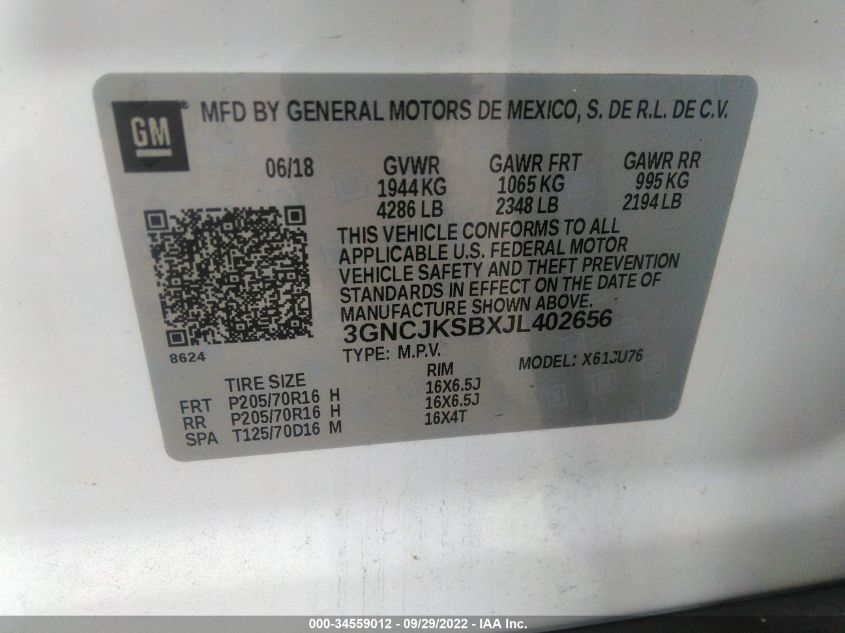 GM
MFD BY GENERAL MOTORS DE MEXICO, S. DE R.L. DE C.V.
06/18 GVWR GAWR FRT GAWR RR
1944 KG 1065 KG 995 KG
4286 LB 2348 LB 2194 LB
THIS VEHICLE CONFORMS TO ALL
APPLICABLE U.S. FEDERAL MOTOR
VEHICLE SAFETY AND THEFT PREVENTION
STANDARDS IN EFFECT ON THE DATE OF
MANUFACTURE SHOWN ABOVE.
3GNCJKSBXJL402656
8624
TYPE: M.P.V. MODEL: X61JU76
TIRE SIZE RIM
FRT P205/70R16 H 16X6.5J
RR P205/70R16 H 16X6.5J
SPA T125/70D16 M 16X4T
000-34559012 - 09/29/2022 - IAA Inc.